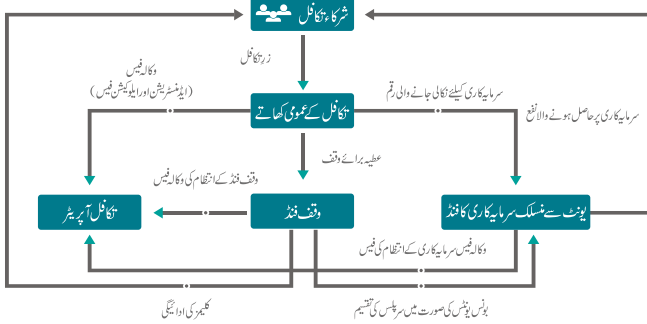 شرکاء تکافل
زرِ تکافل
وکالہ فیس
(ایڈمنسٹریشن اور ایلوکیشن فیس)
تکافل کے عمومی کھاتے
سرمایہ کاری کیلئے نکالی جانے والی رقم
سرمایہ کاری پر حاصل ہونے والا نفع
عطیہ برائے وقف
وقف فنڈ کے انتظام کی وکالہ فیس
یونٹ سے منسلک سرمایہ کاری کا فنڈ
وقف فنڈ
تکافل آپریٹر
وکالہ فیس سرمایہ کاری کے انتظام کی فیس
بونس یونٹس کی صورت میں سرپلس کی تقسیم
کلیمز کی ادائیگی